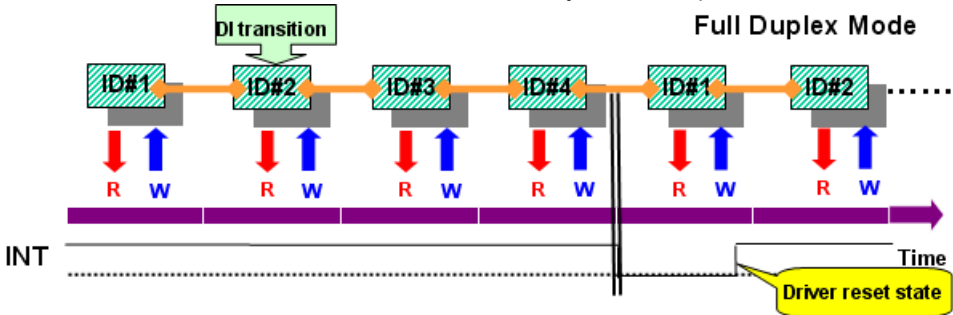 Full Duplex Mode
DI transition
ID#1 ID#2 ID#3 ID#4 ID#1 ID#2
R W R W R W R W R W R W
INT
Time
Driver reset state